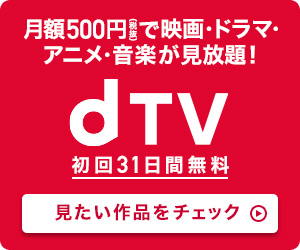 月額500円(税抜)で映画・ドラマ・
アニメ・音楽が見放題!
dTV
初回31日間無料
見たい作品をチェック